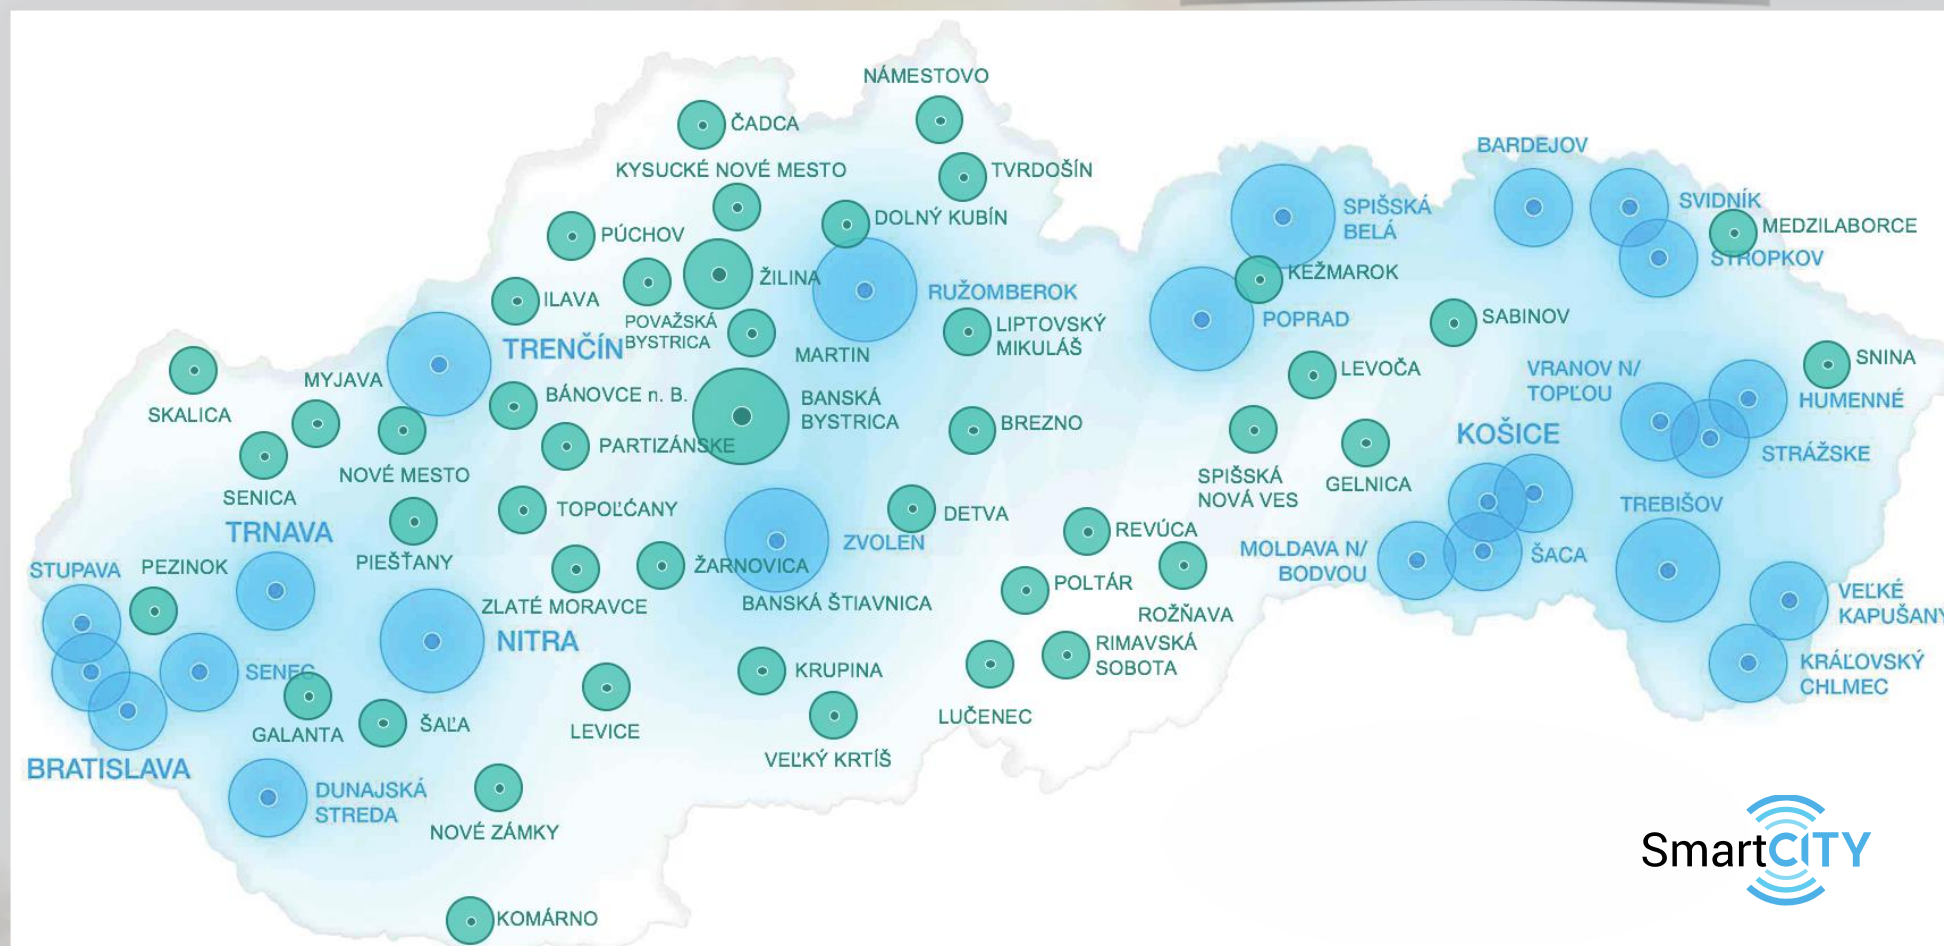 NÁMESTOVO
ČADCA
KYSUCKÉ NOVÉ MESTO
TVRDOŠÍN
DOLNÝ KUBÍN
PÚCHOV
ŽILINA
ILAVA
POVAŽSKÁ
BYSTRICA
RUŽOMBEROK
LIPTOVSKÝ
MIKULÁŠ
MARTIN
TRENČÍN
BARDEJOV
SPIŠSKÁ
BELÁ
SVIDNÍK
MEDZILABORCE
STROPKOV
KEŽMAROK
POPRAD
SABINOV
LEVOČA
SNINA
VRANOV N/
TOPĽOU
HUMENNÉ
KOŠICE
STRÁŽSKE
SKALICA
MYJAVA
BÁNOVCE n. B.
BANSKÁ
BYSTRICA
BREZNO
PARTIZÁNSKE
NOVÉ MESTO
SENICA
SPIŠSKÁ
NOVÁ VES
GELNICA
TREBIŠOV
TOPOĽĆANY
DETVA
REVÚCA
TRNAVA
ZVOLEN
PIEŠŤANY
MOLDAVA N/
BODVOU
ŠACA
STUPAVA
PEZINOK
ŽARNOVICA
POLTÁR
ROŽŇAVA
ZLATÉ MORAVCE
BANSKÁ ŠTIAVNICA
VEĽKÉ
KAPUŠANY
NITRA
RIMAVSKÁ
SOBOTA
KRÁĽOVSKÝ
CHLMEC
SENEC
KRUPINA
LUČENEC
GALANTA
ŠAĽA
LEVICE
VEĽKÝ KRTÍŠ
BRATISLAVA
DUNAJSKÁ
STREDA
NOVÉ ZÁMKY
SmartCITY
KOMÁRNO